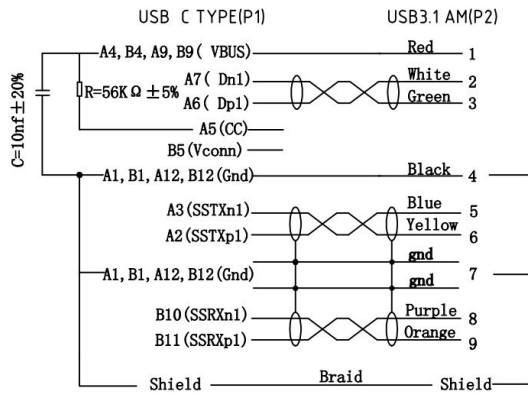 USB C TYPE(P1) USB3.1 AM(P2)
A4, B4, A9, B9( VBUS) Red 1
A7( Dn1) White 2
R=56KΩ±5%
A6( Dp1) Green 3
C=10nf±20%
A5(CC)
B5(Vconn)
A1, B1, A12, B12(Gnd) Black 4
A3(SSTXn1) Blue 5
A2(SSTXp1) Yellow 6
gnd
A1, B1, A12, B12(Gnd) 7
gnd
B10(SSRXn1) Purple 8
B11(SSRXp1) Orange 9
Shield Braid Shield